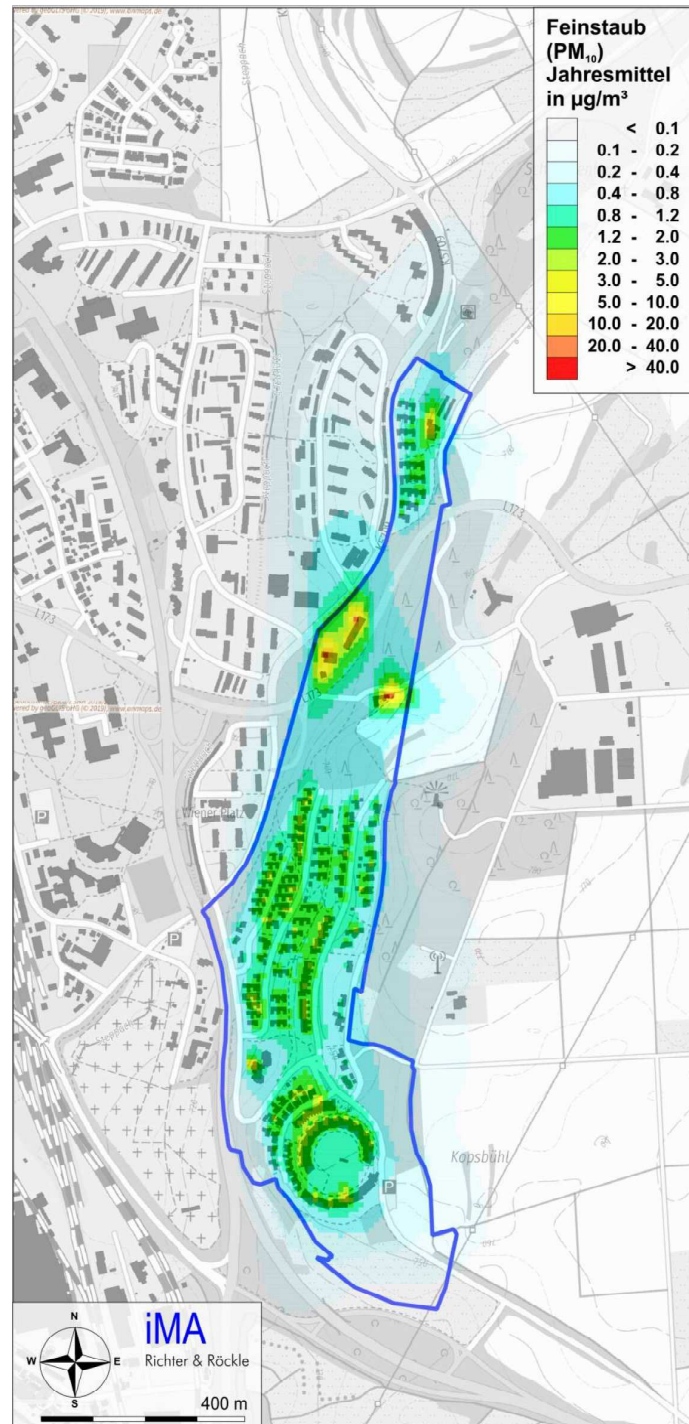 Feinstaub
(PM₁₀)
Jahresmittel
in µg/m³
< 0.1
0.1 - 0.2
0.2 - 0.4
0.4 - 0.8
0.8 - 1.2
1.2 - 2.0
2.0 - 3.0
3.0 - 5.0
5.0 - 10.0
10.0 - 20.0
20.0 - 40.0
> 40.0
L173
L173
L173
Wiener Platz
P
P
Steppach
Kopsbühl
P
N
W E
S
iMA
Richter & Röckle
400 m